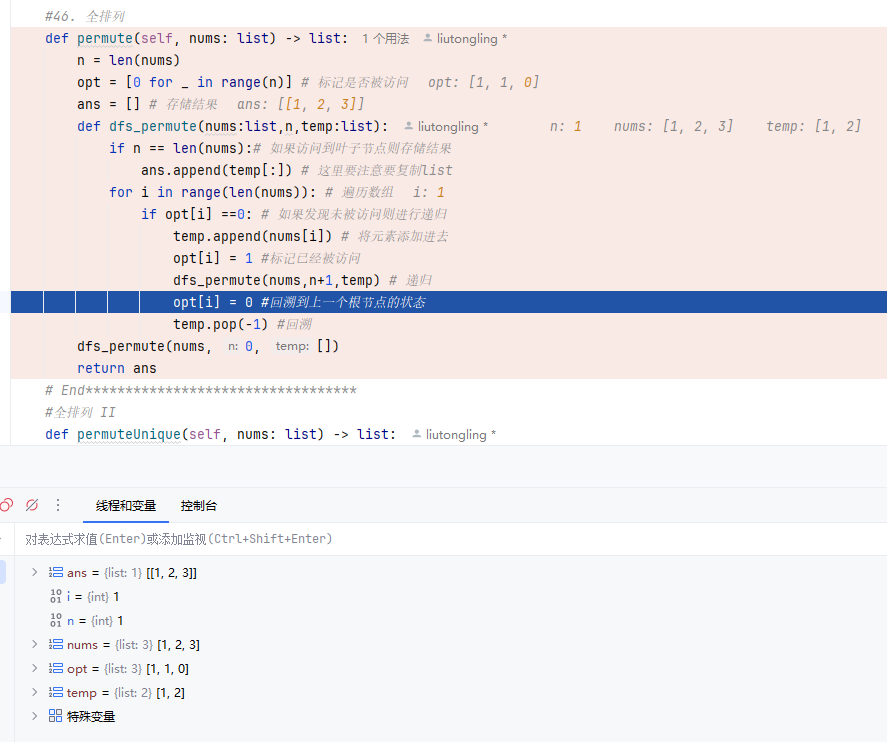 #46. 全排列
def permute(self, nums: list) -> list: 1 个用法 liutongling *
n = len(nums)
opt = [0 for _ in range(n)] # 标记是否被访问 opt: [1, 1, 0]
ans = [] # 存储结果 ans: [[1, 2, 3]]
def dfs_permute(nums:list,n,temp:list): liutongling * n: 1 nums: [1, 2, 3] temp: [1, 2]
if n == len(nums):# 如果访问到叶子节点则存储结果
ans.append(temp[:]) # 这里要注意要复制list
for i in range(len(nums)): # 遍历数组 i: 1
if opt[i] ==0: # 如果发现未被访问则进行递归
temp.append(nums[i]) # 将元素添加进去
opt[i] = 1 #标记已经被访问
dfs_permute(nums,n+1,temp) # 递归
opt[i] = 0 #回溯到上一个根节点的状态
temp.pop(-1) #回溯
dfs_permute(nums, n: 0, temp: [])
return ans
# End**********************************
#全排列 II
def permuteUnique(self, nums: list) -> list: liutongling *
线程和变量 控制台
对表达式求值(Enter)或添加监视(Ctrl+Shift+Enter)
ans = {list: 1} [[1, 2, 3]]
i = {int} 1
n = {int} 1
nums = {list: 3} [1, 2, 3]
opt = {list: 3} [1, 1, 0]
temp = {list: 2} [1, 2]
特殊变量